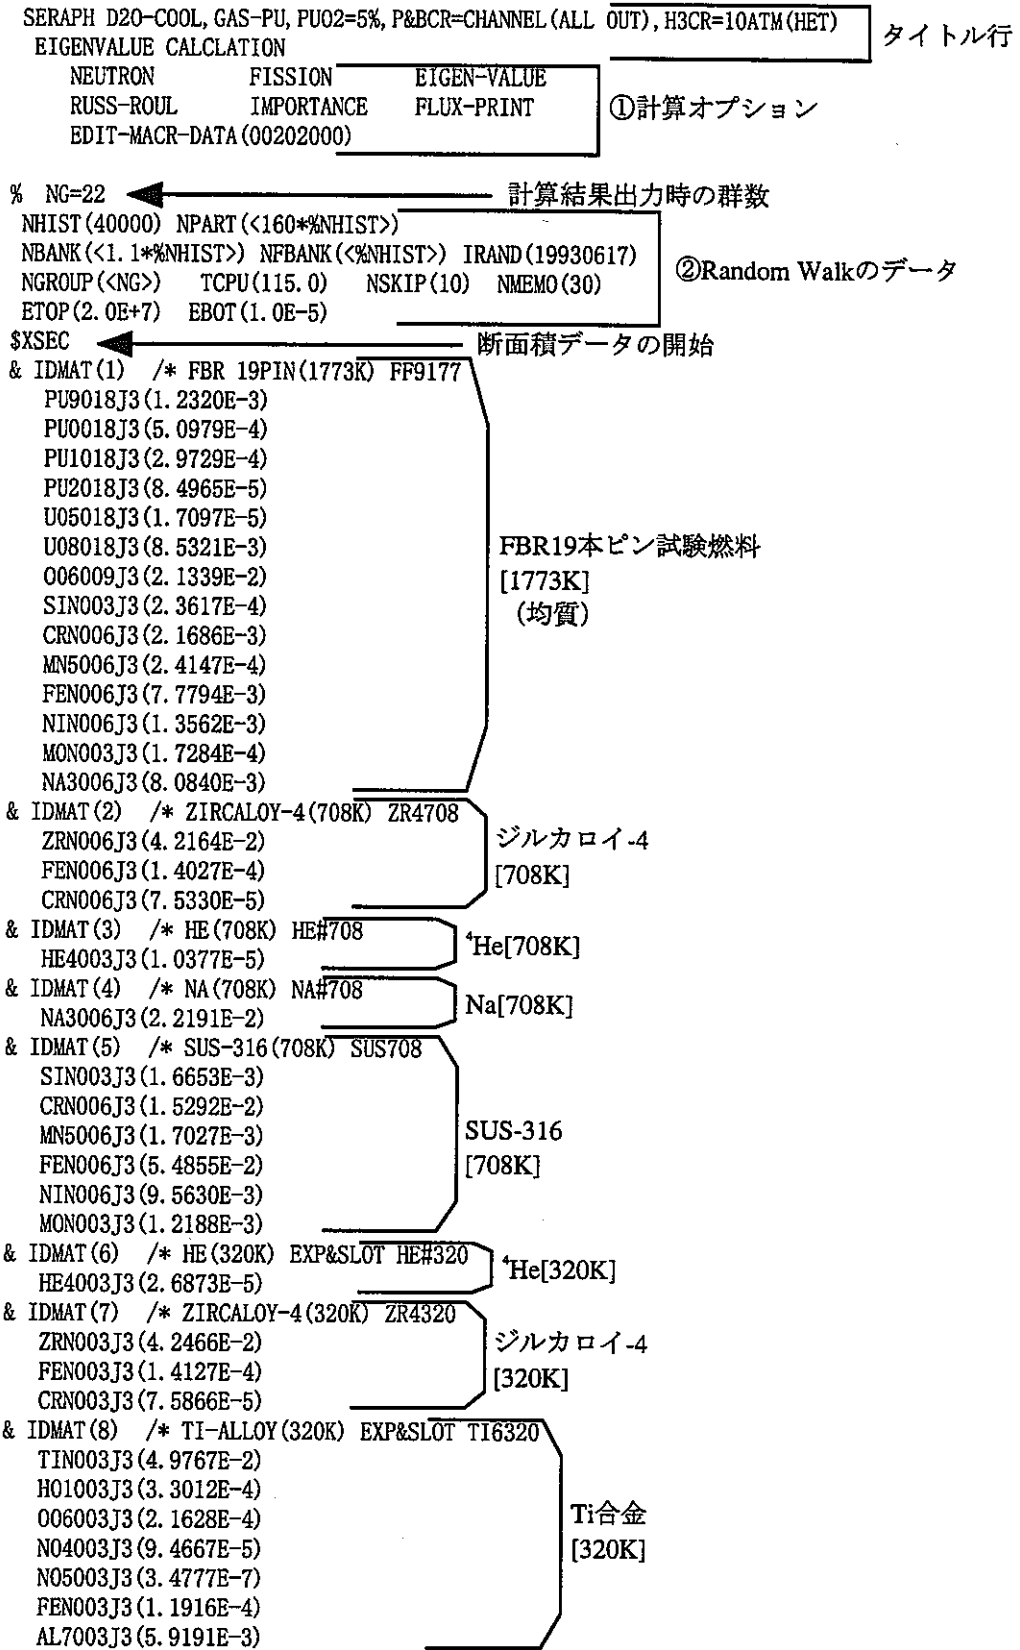 SERAPH D2O-COOL, GAS-PU, PUO2=5%, P&BCR=CHANNEL(ALL OUT), H3CR=10ATM(HET)
タイトル行
EIGENVALUE CALCLATION
NEUTRON FISSION EIGEN-VALUE
RUSS-ROUL IMPORTANCE FLUX-PRINT
①計算オプション
EDIT-MACR-DATA(00202000)
% NG=22
計算結果出力時の群数
NHIST(40000) NPART(<160*%NHIST>)
NBANK(<1.1*%NHIST>) NFBANK(<%NHIST>) IRAND(19930617)
②Random Walkのデータ
NGROUP(<NG>) TCPU(115.0) NSKIP(10) NMEMO(30)
ETOP(2.0E+7) EBOT(1.0E-5)
$XSEC
断面積データの開始
& IDMAT(1) /* FBR 19PIN(1773K) FF9177
PU9018J3(1.2320E-3)
PU0018J3(5.0979E-4)
PU1018J3(2.9729E-4)
PU2018J3(8.4965E-5)
U05018J3(1.7097E-5)
U08018J3(8.5321E-3)
O06009J3(2.1339E-2)
SIN003J3(2.3617E-4)
CRN006J3(2.1686E-3)
MN5006J3(2.4147E-4)
FEN006J3(7.7794E-3)
NIN006J3(1.3562E-3)
MON003J3(1.7284E-4)
NA3006J3(8.0840E-3)
FBR19本ピン試験燃料
[1773K]
(均質)
& IDMAT(2) /* ZIRCALOY-4(708K) ZR4708
ZRN006J3(4.2164E-2)
FEN006J3(1.4027E-4)
CRN006J3(7.5330E-5)
ジルカロイ-4
[708K]
& IDMAT(3) /* HE(708K) HE#708
HE4003J3(1.0377E-5)
⁴He[708K]
& IDMAT(4) /* NA(708K) NA#708
NA3006J3(2.2191E-2)
Na[708K]
& IDMAT(5) /* SUS-316(708K) SUS708
SIN003J3(1.6653E-3)
CRN006J3(1.5292E-2)
MN5006J3(1.7027E-3)
FEN006J3(5.4855E-2)
NIN006J3(9.5630E-3)
MON003J3(1.2188E-3)
SUS-316
[708K]
& IDMAT(6) /* HE(320K) EXP&SLOT HE#320
HE4003J3(2.6873E-5)
⁴He[320K]
& IDMAT(7) /* ZIRCALOY-4(320K) ZR4320
ZRN003J3(4.2466E-2)
FEN003J3(1.4127E-4)
CRN003J3(7.5866E-5)
ジルカロイ-4
[320K]
& IDMAT(8) /* TI-ALLOY(320K) EXP&SLOT TI6320
TIN003J3(4.9767E-2)
H01003J3(3.3012E-4)
O06003J3(2.1628E-4)
N04003J3(9.4667E-5)
N05003J3(3.4777E-7)
FEN003J3(1.1916E-4)
AL7003J3(5.9191E-3)
Ti合金
[320K]